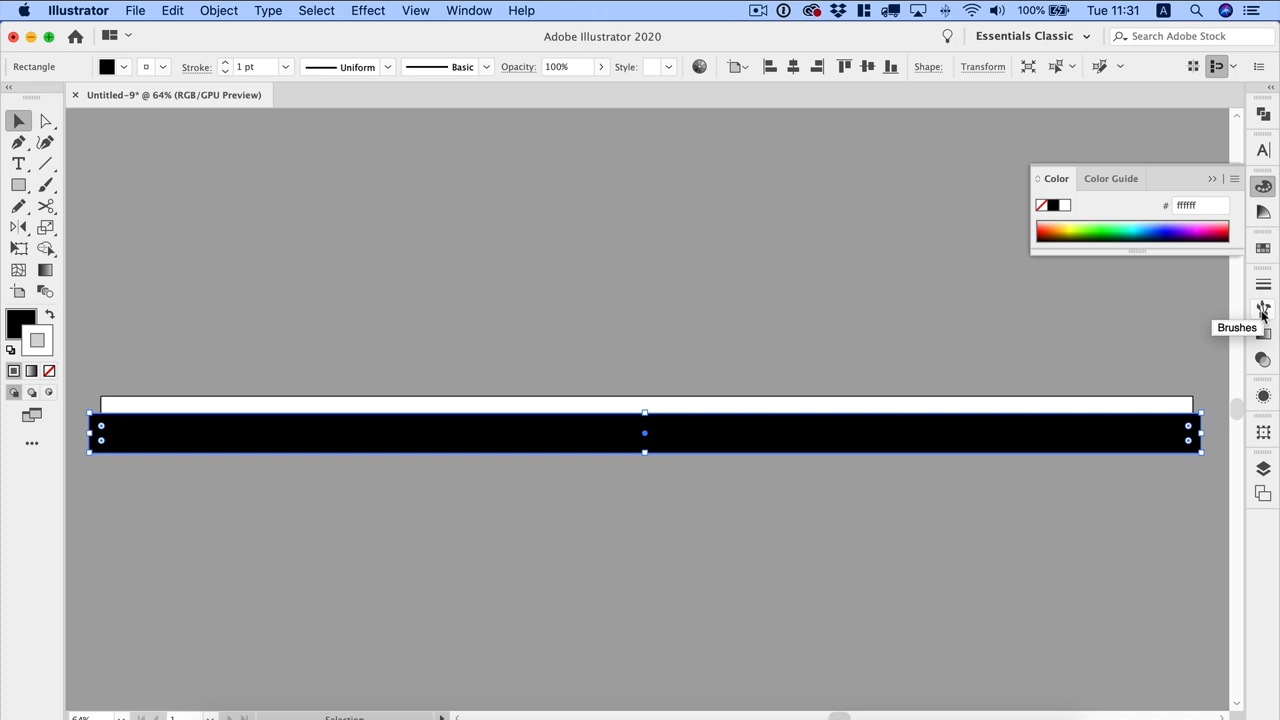 Illustrator File Edit Object Type Select Effect View Window Help 100% Tue 11:31 A
Adobe Illustrator 2020 Essentials Classic Search Adobe Stock
Rectangle Stroke: 1 pt Uniform Basic Opacity: 100% Style: Shape: Transform
× Untitled-9* @ 64% (RGB/GPU Preview)
Color Color Guide
# ffffff
Brushes
64% 1 Selection